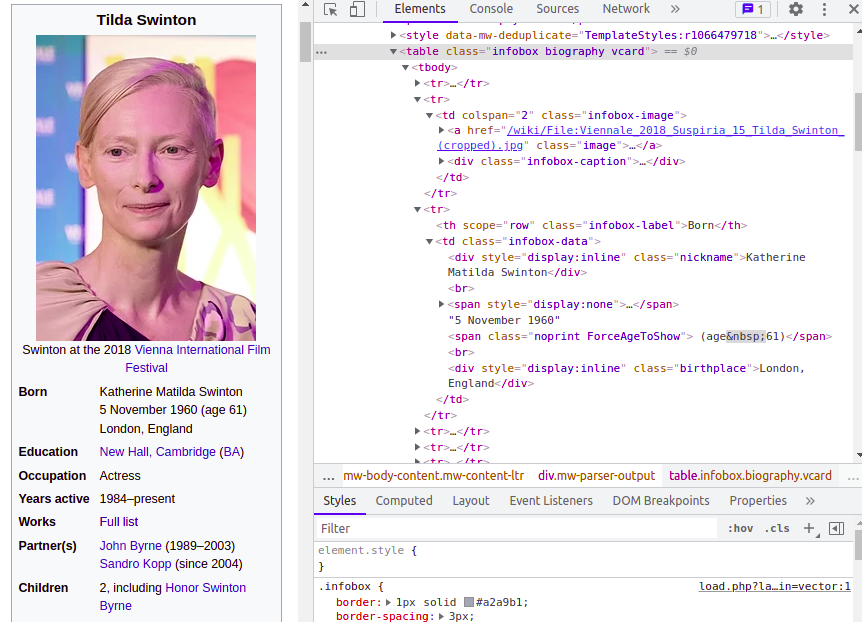 Tilda Swinton
Swinton at the 2018 Vienna International Film
Festival
Born Katherine Matilda Swinton
5 November 1960 (age 61)
London, England
Education New Hall, Cambridge (BA)
Occupation Actress
Years active 1984–present
Works Full list
Partner(s) John Byrne (1989–2003)
Sandro Kopp (since 2004)
Children 2, including Honor Swinton
Byrne
Elements Console Sources Network » 1
<style data-mw-deduplicate="TemplateStyles:r1066479718">…</style>
<table class="infobox biography vcard"> == $0
<tbody>
<tr>…</tr>
<tr>
<td colspan="2" class="infobox-image">
<a href="/wiki/File:Viennale_2018_Suspiria_15_Tilda_Swinton_
(cropped).jpg" class="image">…</a>
<div class="infobox-caption">…</div>
</td>
</tr>
<tr>
<th scope="row" class="infobox-label">Born</th>
<td class="infobox-data">
<div style="display:inline" class="nickname">Katherine
Matilda Swinton</div>
<br>
<span style="display:none">…</span>
"5 November 1960"
<span class="noprint ForceAgeToShow"> (age&nbsp;61)</span>
<br>
<div style="display:inline" class="birthplace">London,
England</div>
</td>
</tr>
<tr>…</tr>
<tr>…</tr>
… mw-body-content.mw-content-ltr div.mw-parser-output table.infobox.biography.vcard …
Styles Computed Layout Event Listeners DOM Breakpoints Properties »
Filter :hov .cls +
element.style {
}
.infobox { load.php?la…in=vector:1
border: 1px solid #a2a9b1;
border-spacing: 3px;